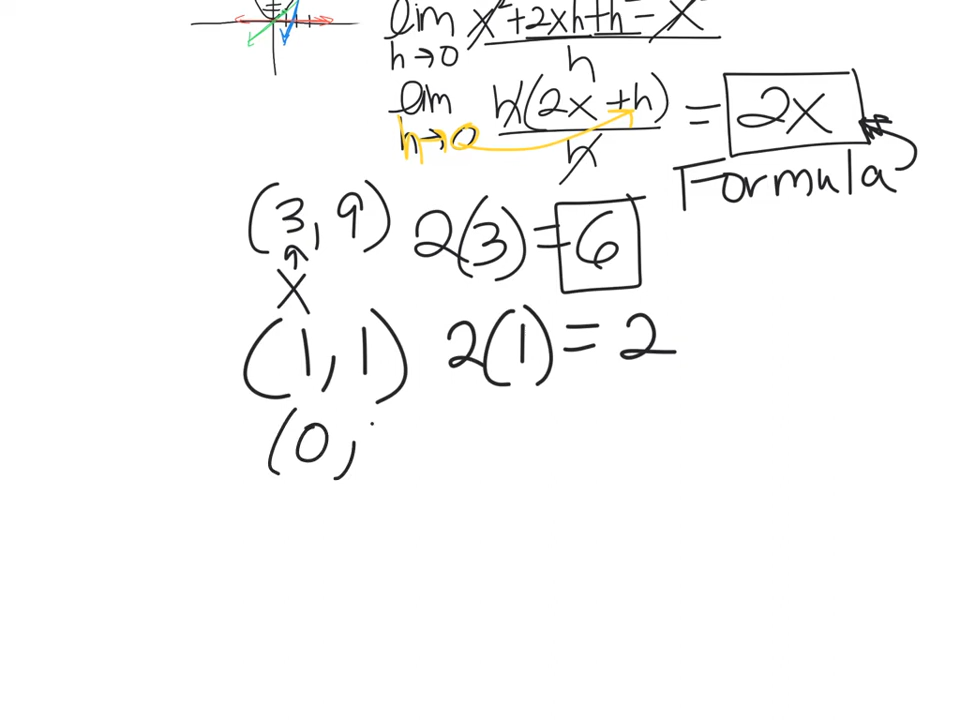 lim x²+2xh+h²-x²
h→0 h
lim h(2x+h) = 2x
h→0 h
Formula
(3, 9) 2(3)=6
x
(1, 1) 2(1)=2
(0,